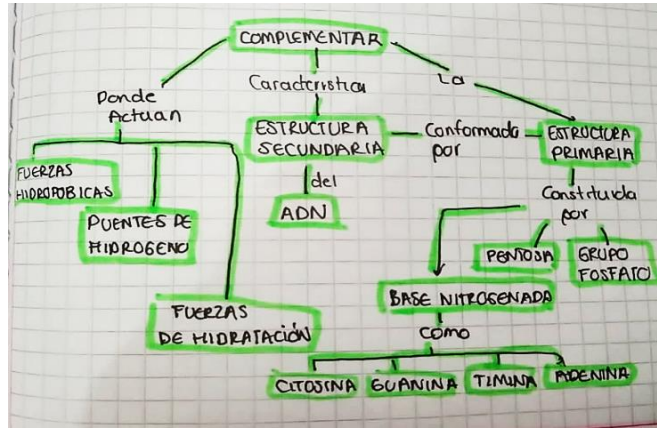 COMPLEMENTAR
Donde
Actuan
Caracteristica
La
FUERZAS
HIDROFOBICAS
PUENTES DE
HIDROGENO
FUERZAS
DE HIDRATACIÓN
ESTRUCTURA
SECUNDARIA
del
ADN
Conformada
por
ESTRUCTURA
PRIMARIA
Constituida
por
PENTOSA
GRUPO
FOSFATO
BASE NITROGENADA
como
CITOSINA
GUANINA
TIMINA
ADENINA